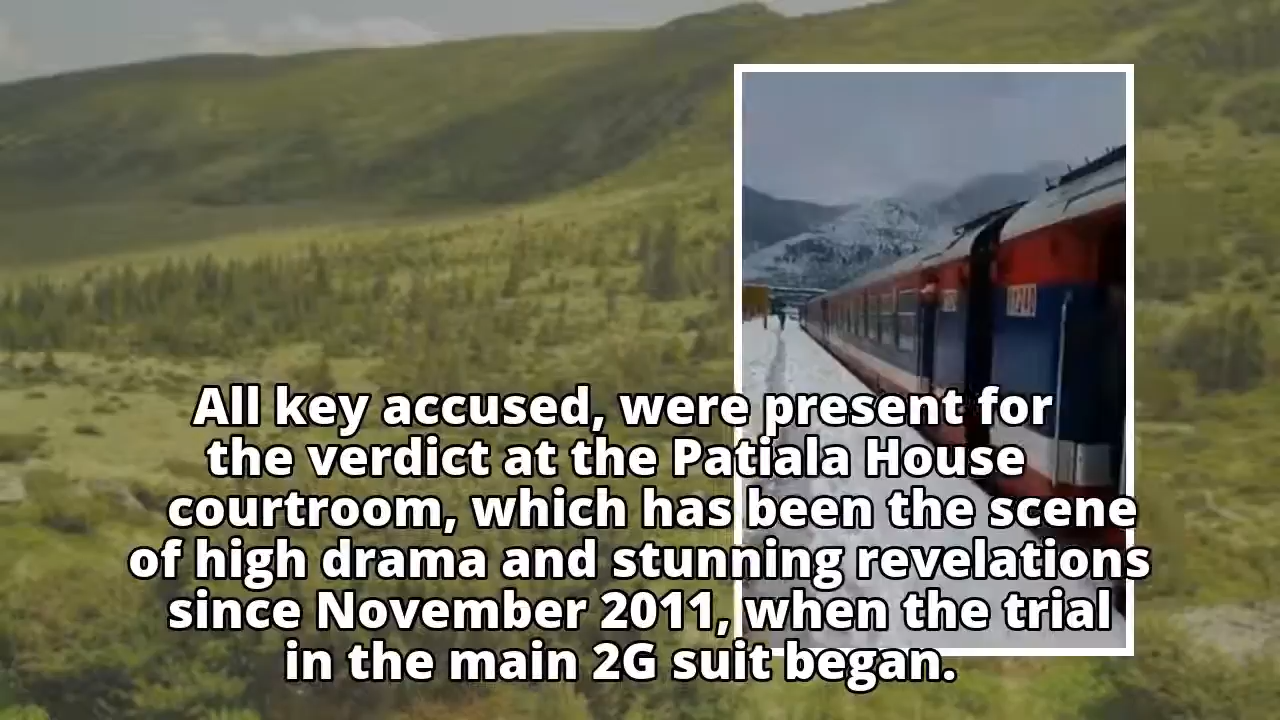 All key accused, were present for
the verdict at the Patiala House
courtroom, which has been the scene
of high drama and stunning revelations
since November 2011, when the trial
in the main 2G suit began.